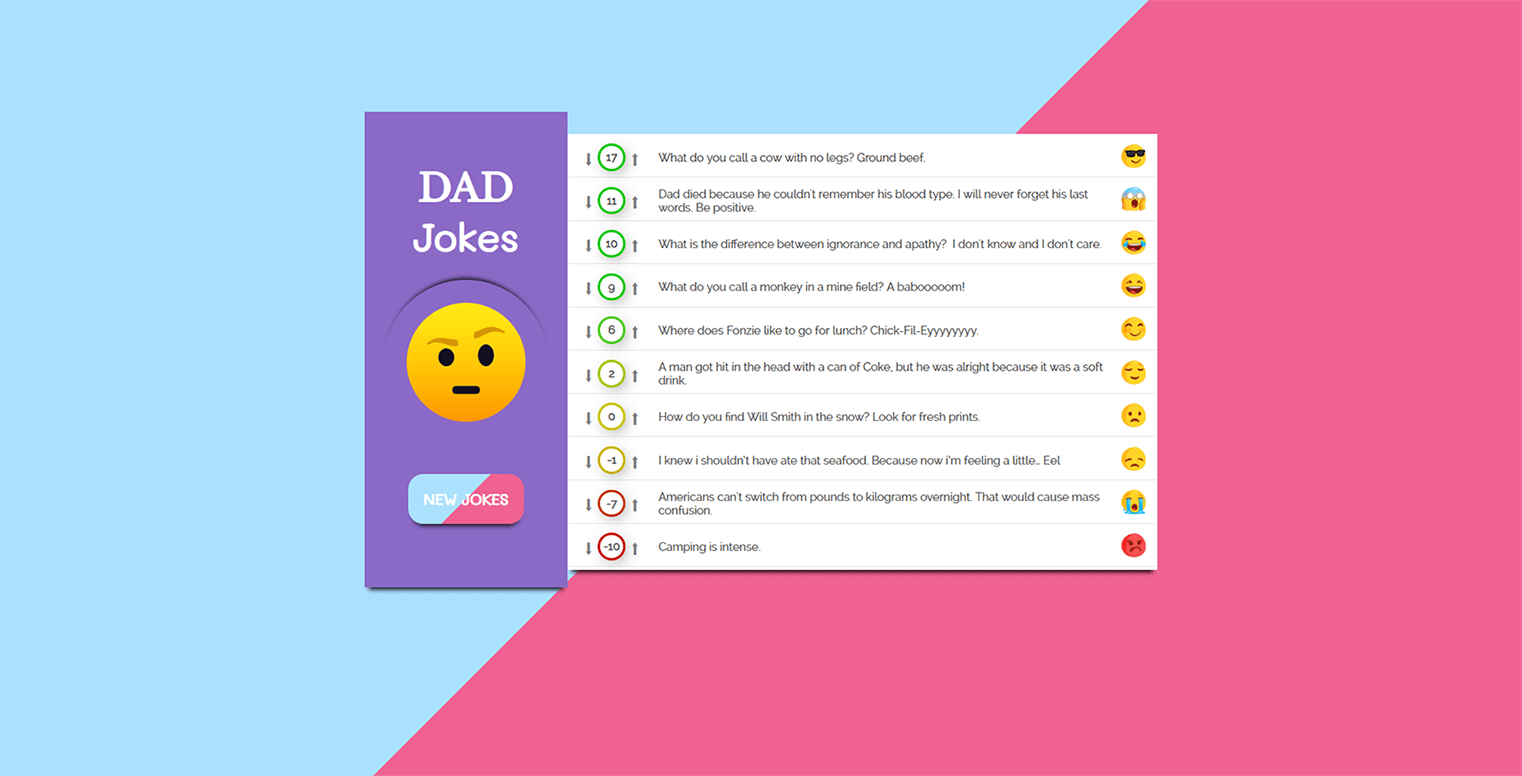 DAD
Jokes
NEW JOKES
17 What do you call a cow with no legs? Ground beef.
11 Dad died because he couldn't remember his blood type. I will never forget his last
words. Be positive.
10 What is the difference between ignorance and apathy?  I don't know and I don't care.
9 What do you call a monkey in a mine field? A babooooom!
6 Where does Fonzie like to go for lunch? Chick-Fil-Eyyyyyyyy.
2 A man got hit in the head with a can of Coke, but he was alright because it was a soft
drink.
0 How do you find Will Smith in the snow? Look for fresh prints.
-1 I knew i shouldn't have ate that seafood. Because now i'm feeling a little... Eel
-7 Americans can't switch from pounds to kilograms overnight. That would cause mass
confusion.
-10 Camping is intense.